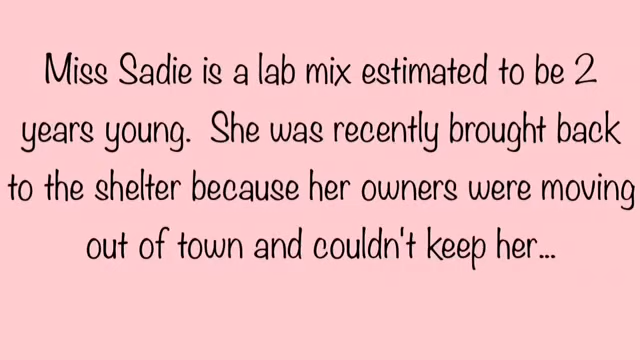 Miss Sadie is a lab mix estimated to be 2
years young.  She was recently brought back
to the shelter because her owners were moving
out of town and couldn't keep her...